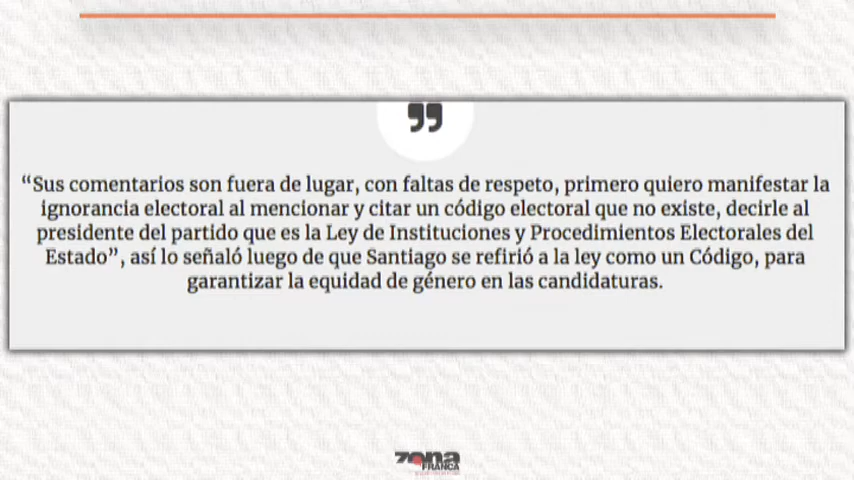 “Sus comentarios son fuera de lugar, con faltas de respeto, primero quiero manifestar la
ignorancia electoral al mencionar y citar un código electoral que no existe, decirle al
presidente del partido que es la Ley de Instituciones y Procedimientos Electorales del
Estado”, así lo señaló luego de que Santiago se refirió a la ley como un Código, para
garantizar la equidad de género en las candidaturas.
zona
FRANCA